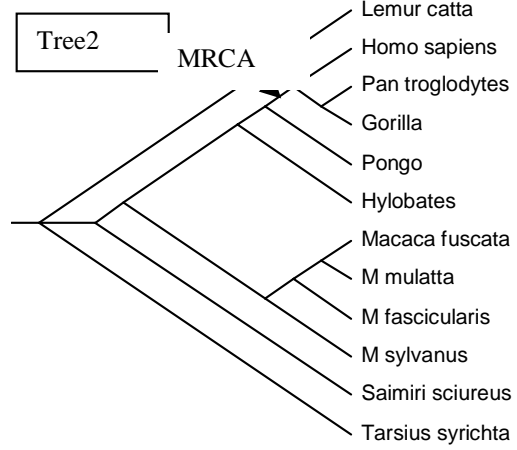 Tree2
MRCA
Lemur catta
Homo sapiens
Pan troglodytes
Gorilla
Pongo
Hylobates
Macaca fuscata
M mulatta
M fascicularis
M sylvanus
Saimiri sciureus
Tarsius syrichta